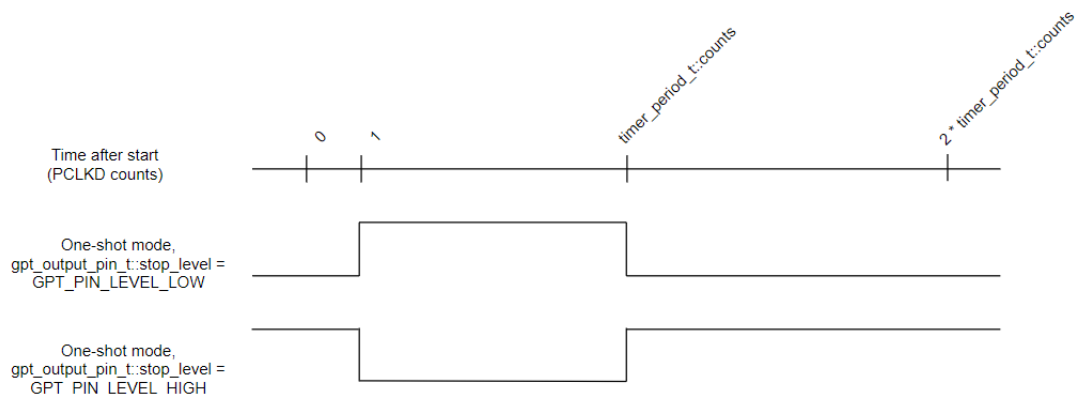 0
1
timer_period_t::counts
2 * timer_period_t::counts
Time after start
(PCLKD counts)
One-shot mode,
gpt_output_pin_t::stop_level =
GPT_PIN_LEVEL_LOW
One-shot mode,
gpt_output_pin_t::stop_level =
GPT_PIN_LEVEL_HIGH